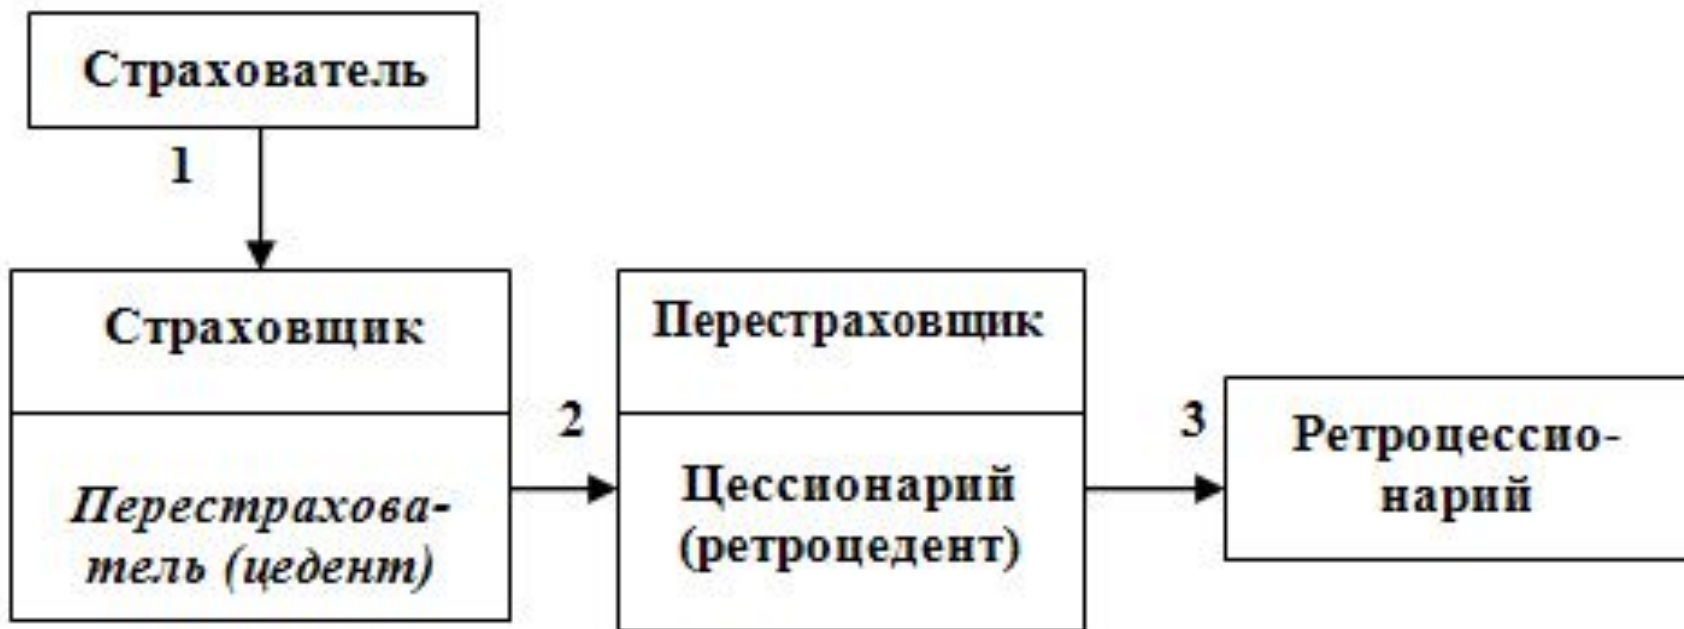 Страхователь
1
Страховщик
Перестрахова-
тель (цедент)
2
Перестраховщик
Цессионарий
(ретроцедент)
3
Ретроцессио-
нарий